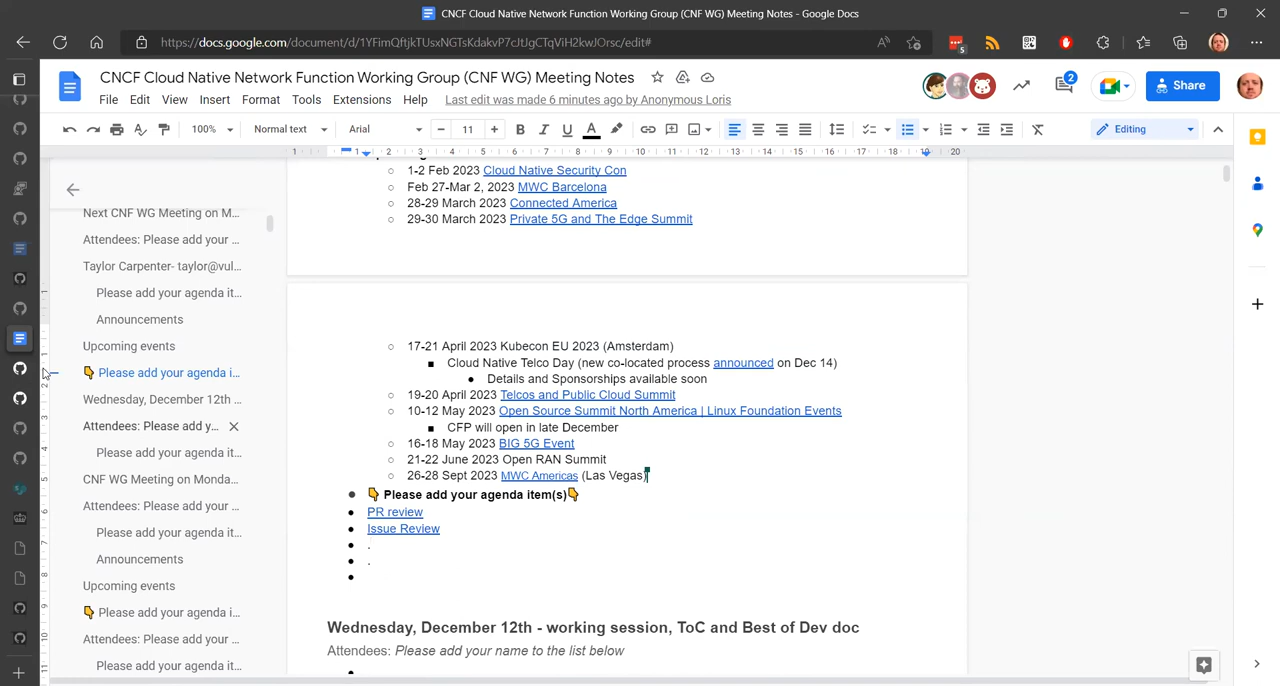 CNCF Cloud Native Network Function Working Group (CNF WG) Meeting Notes - Google Docs
CNCF Cloud Native Network Function Working Group (CNF WG) Meeting Notes
File Edit View Insert Format Tools Extensions Help Last edit was made 6 minutes ago by Anonymous Loris
2
Share
100% Normal text Arial 11 Editing
Next CNF WG Meeting on M...
Attendees: Please add your ...
Taylor Carpenter- taylor@vul...
Please add your agenda it...
Announcements
Upcoming events
👇 Please add your agenda i...
Wednesday, December 12th ...
Attendees: Please add y...
Please add your agenda it...
CNF WG Meeting on Monda...
Attendees: Please add your ...
Please add your agenda it...
Announcements
Upcoming events
👇 Please add your agenda i...
Attendees: Please add your ...
Please add your agenda it...
1-2 Feb 2023 Cloud Native Security Con
Feb 27-Mar 2, 2023 MWC Barcelona
28-29 March 2023 Connected America
29-30 March 2023 Private 5G and The Edge Summit
17-21 April 2023 Kubecon EU 2023 (Amsterdam)
Cloud Native Telco Day (new co-located process announced on Dec 14)
Details and Sponsorships available soon
19-20 April 2023 Telcos and Public Cloud Summit
10-12 May 2023 Open Source Summit North America | Linux Foundation Events
CFP will open in late December
16-18 May 2023 BIG 5G Event
21-22 June 2023 Open RAN Summit
26-28 Sept 2023 MWC Americas (Las Vegas)
👇 Please add your agenda item(s)👇
PR review
Issue Review
.
.
Wednesday, December 12th - working session, ToC and Best of Dev doc
Attendees: Please add your name to the list below